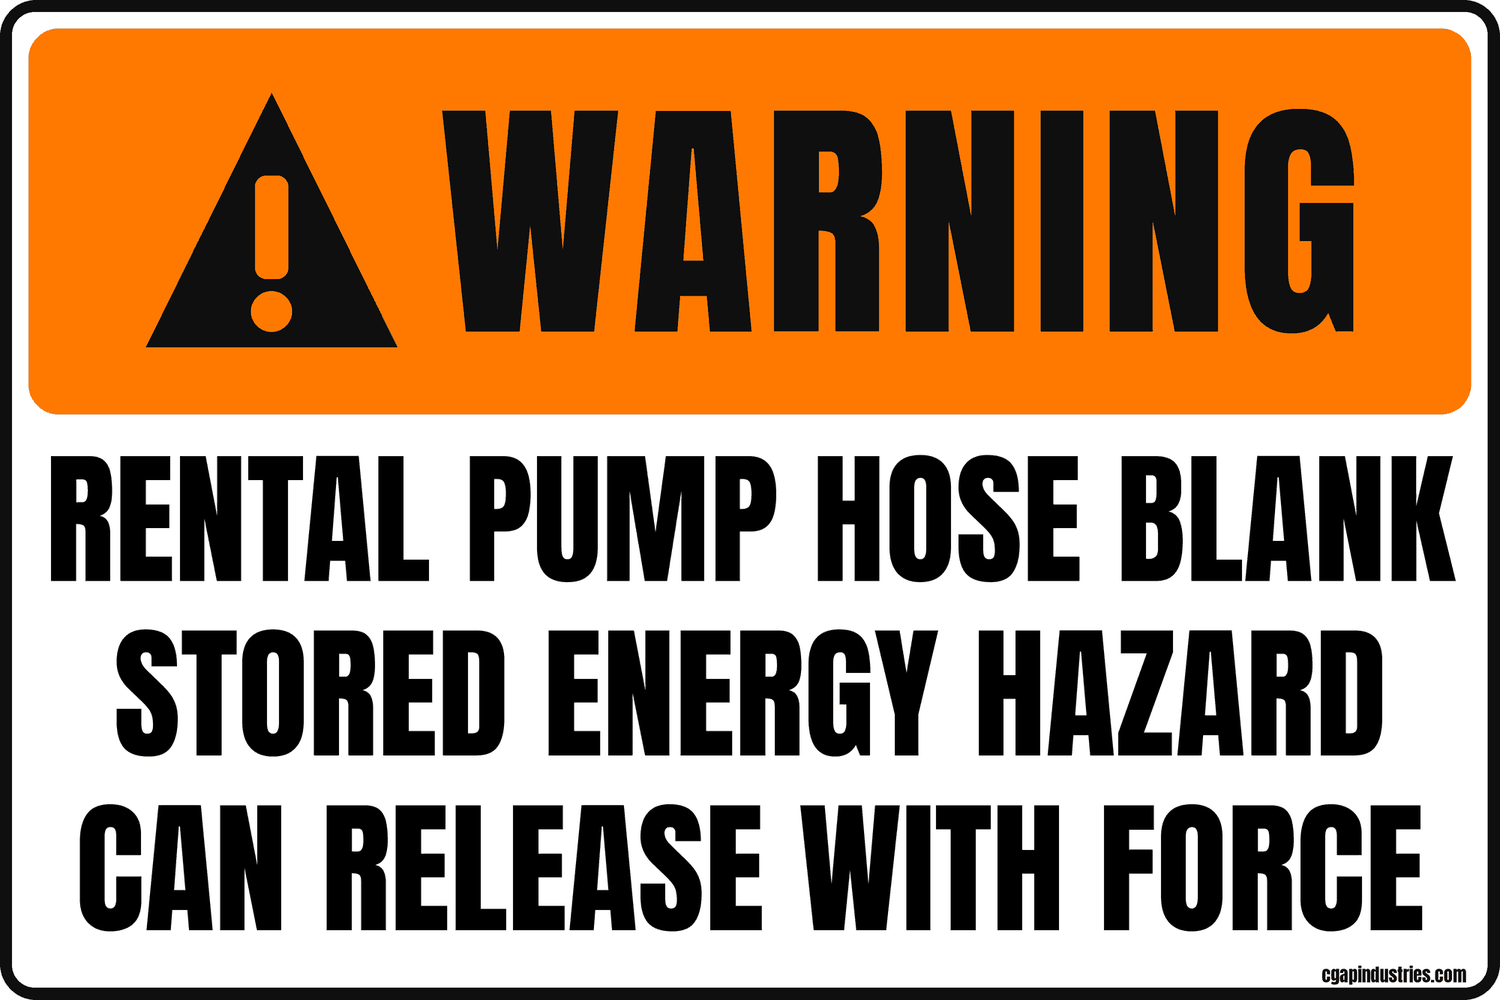 WARNING
RENTAL PUMP HOSE BLANK
STORED ENERGY HAZARD
CAN RELEASE WITH FORCE
cgapindustries.com